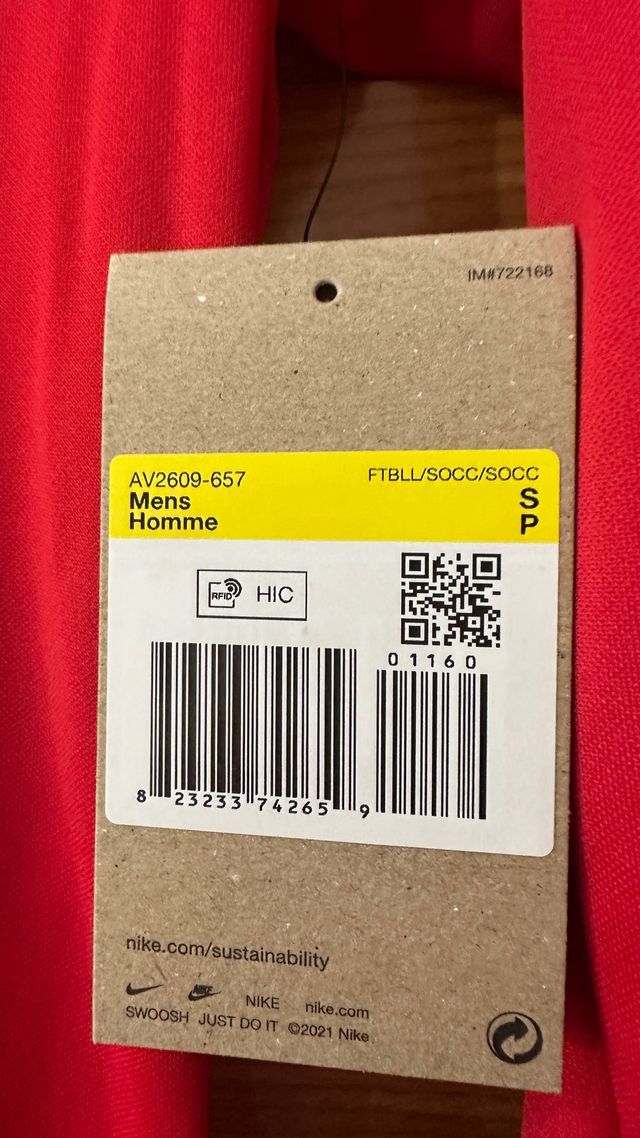 IM#722168
AV2609-657
FTBLL/SOCC/SOCC
Mens
S
Homme
P
RFID HIC
01160
8 23233 74265 9
nike.com/sustainability
NIKE NIKE nike.com
SWOOSH JUST DO IT ©2021 Nike